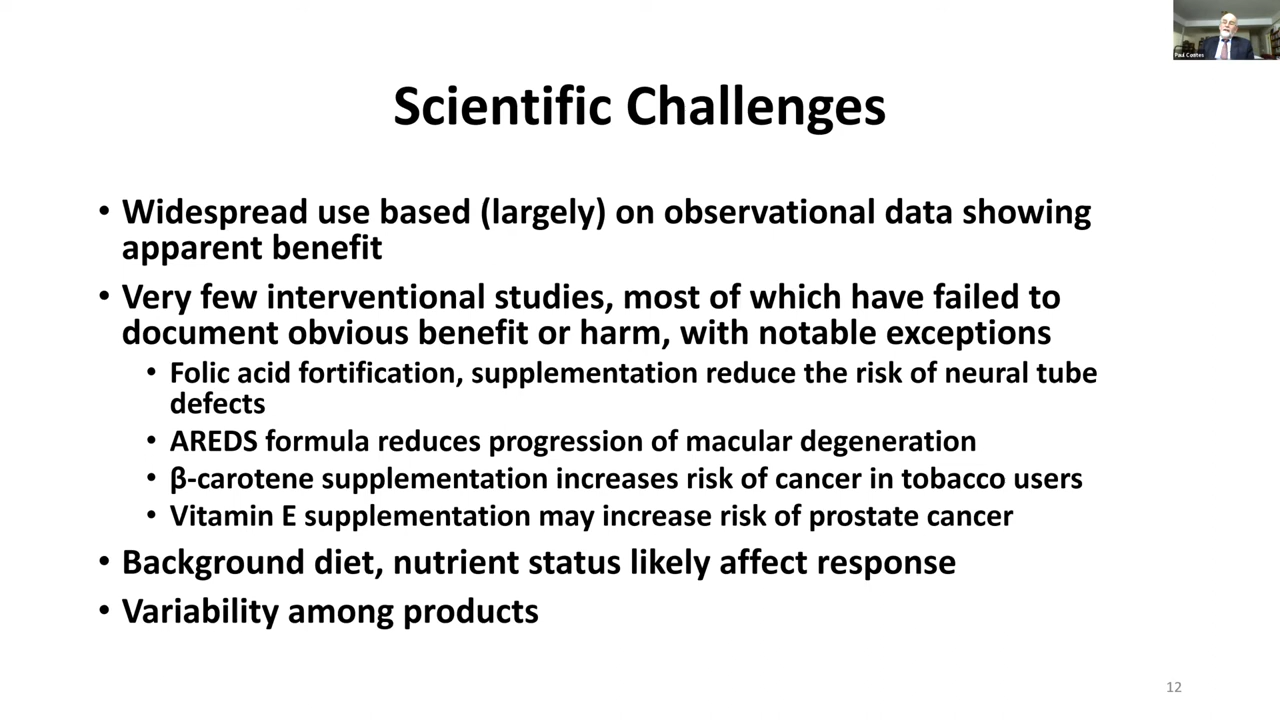 Paul Coates
Scientific Challenges
• Widespread use based (largely) on observational data showing
apparent benefit
• Very few interventional studies, most of which have failed to
document obvious benefit or harm, with notable exceptions
• Folic acid fortification, supplementation reduce the risk of neural tube
defects
• AREDS formula reduces progression of macular degeneration
• β-carotene supplementation increases risk of cancer in tobacco users
• Vitamin E supplementation may increase risk of prostate cancer
• Background diet, nutrient status likely affect response
• Variability among products
12